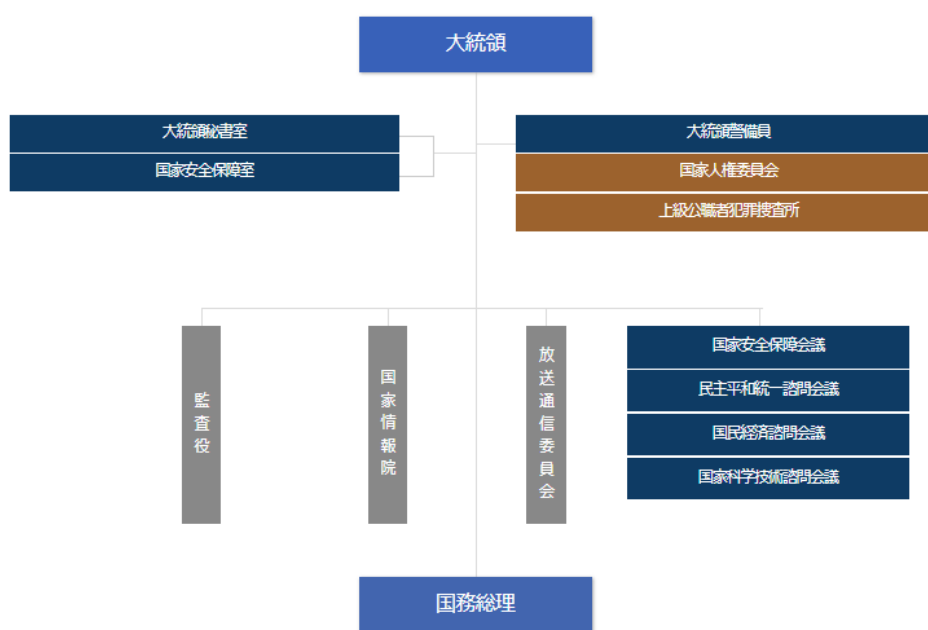 大統領
大統領秘書室
国家安全保障室
大統領警備員
国家人権委員会
上級公職者犯罪捜査所
監査役
国家情報院
放送通信委員会
国家安全保障会議
民主平和統一諮問会議
国民経済諮問会議
国家科学技術諮問会議
国務総理